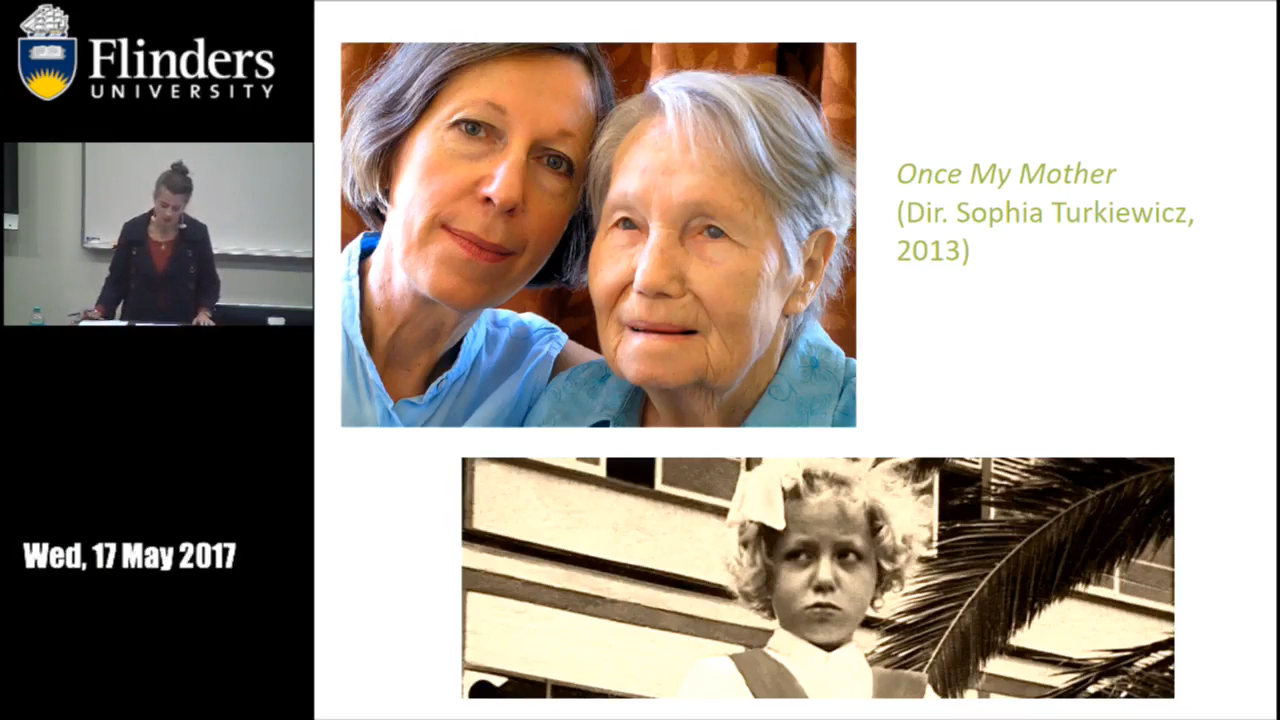 Flinders
UNIVERSITY
Once My Mother
(Dir. Sophia Turkiewicz,
2013)
Wed, 17 May 2017